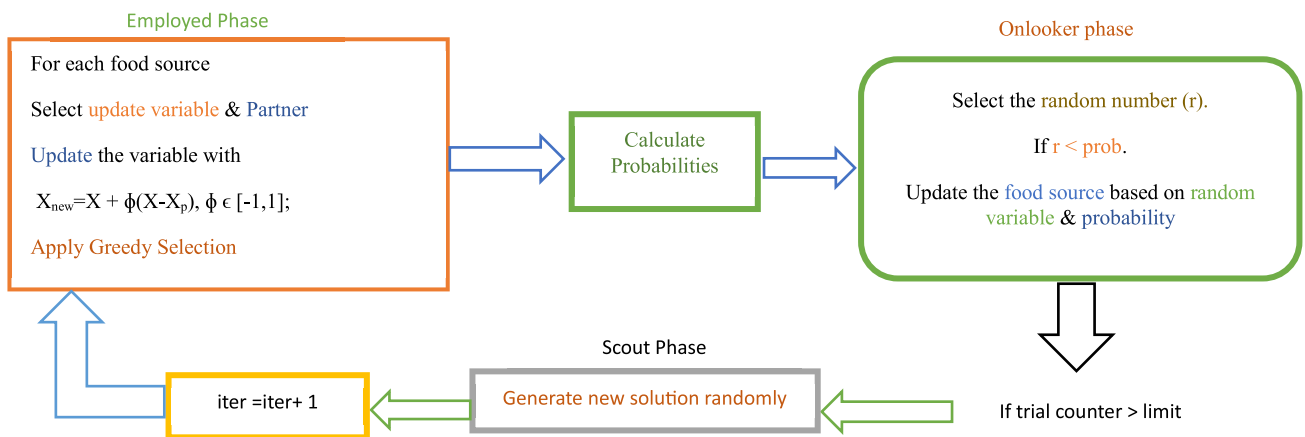 Employed Phase
For each food source
Select update variable & Partner
Update the variable with
Xnew=X + ϕ(X-Xp), ϕ ϵ [-1,1];
Apply Greedy Selection
Calculate
Probabilities
Onlooker phase
Select the random number (r).
If r < prob.
Update the food source based on random
variable & probability
If trial counter > limit
Scout Phase
Generate new solution randomly
iter =iter+ 1